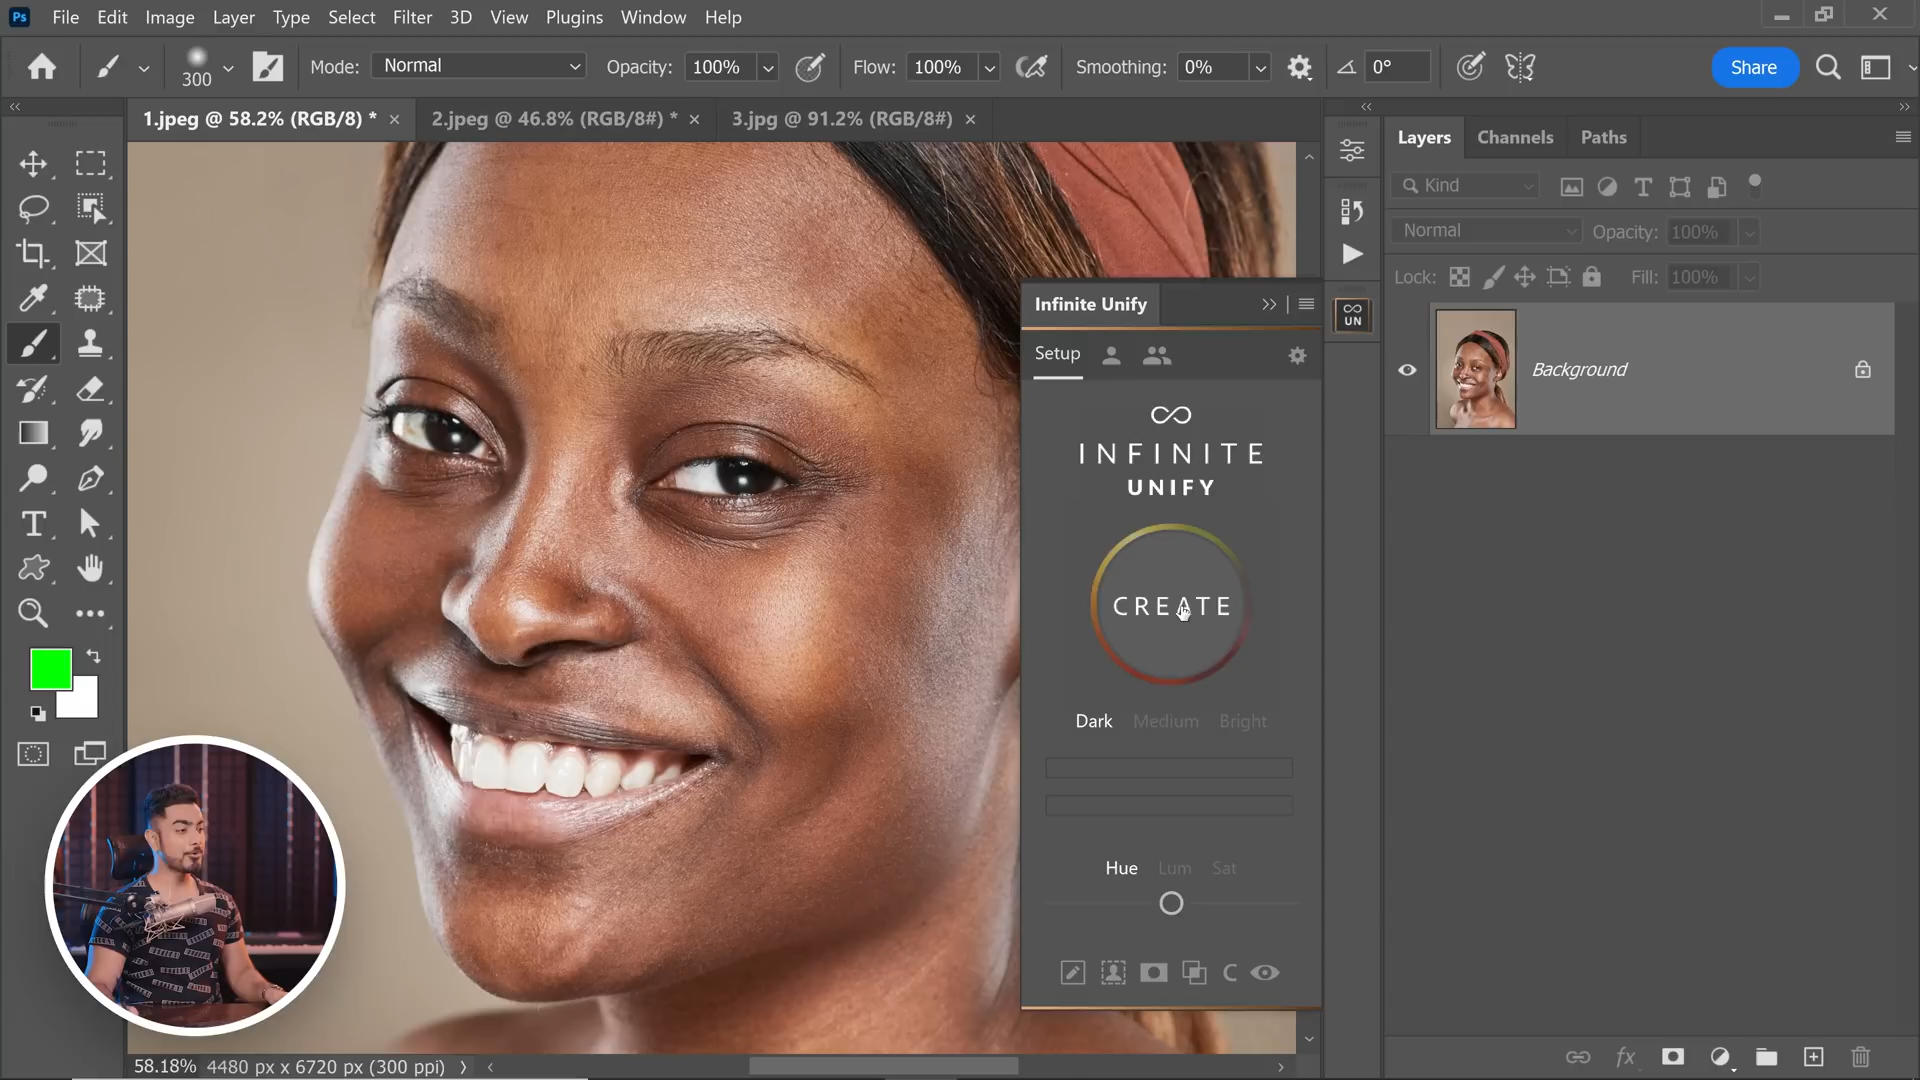 Ps File Edit Image Layer Type Select Filter 3D View Plugins Window Help
300 Mode: Normal Opacity: 100% Flow: 100% Smoothing: 0% 0° Share
1.jpeg @ 58.2% (RGB/8) * × 2.jpeg @ 46.8% (RGB/8#) * × 3.jpg @ 91.2% (RGB/8#) ×
Layers Channels Paths
Kind
Normal Opacity: 100%
Lock: Fill: 100%
Background
UN
Infinite Unify
Setup
INFINITE
UNIFY
CREATE
Dark Medium Bright
Hue Lum Sat
C
58.18% 4480 px x 6720 px (300 ppi)
fx